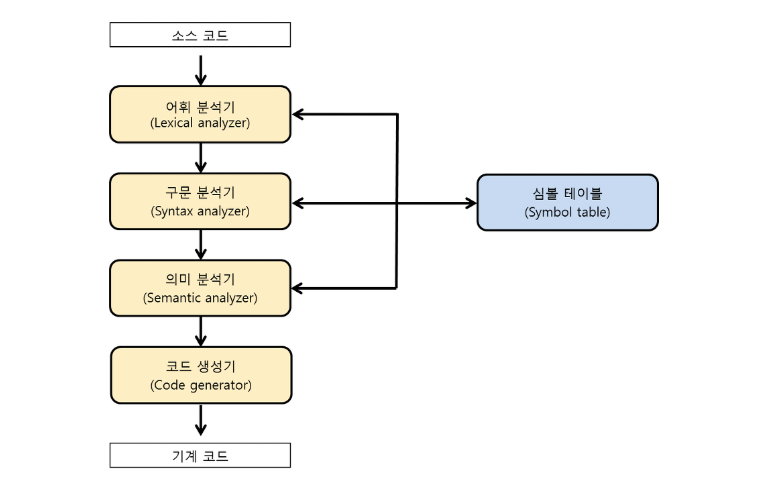 소스 코드
어휘 분석기
(Lexical analyzer)
구문 분석기
(Syntax analyzer)
심볼 테이블
(Symbol table)
의미 분석기
(Semantic analyzer)
코드 생성기
(Code generator)
기계 코드